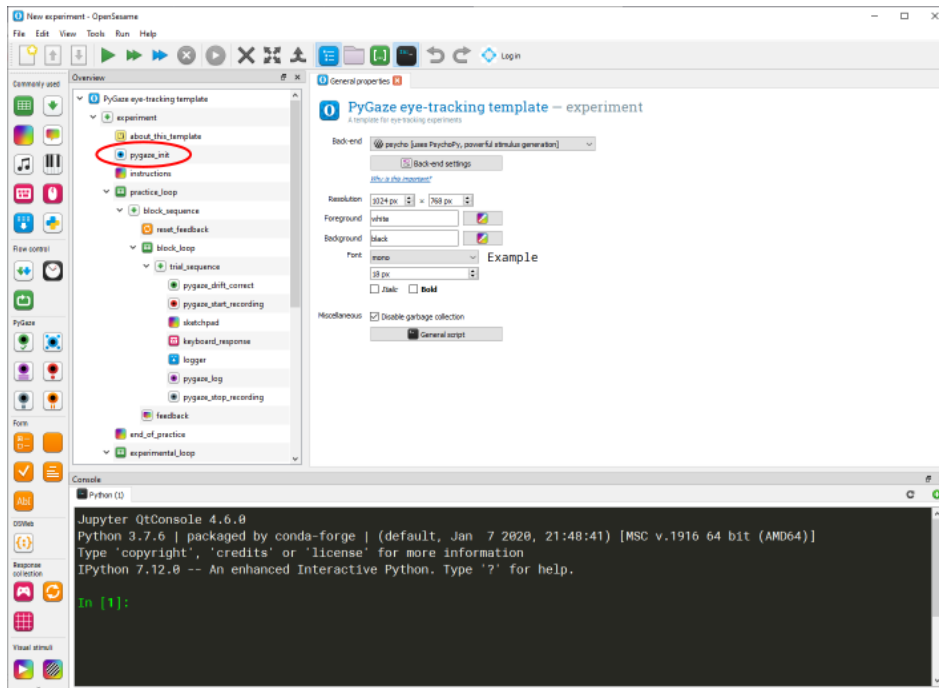 New experiment - OpenSesame
File Edit View Tools Run Help
Log in
Commonly used
Flow control
PyGaze
Form
Abc
OSWeb
Response
collection
Visual stimuli
Overview
PyGaze eye-tracking template
experiment
about_this_template
pygaze_init
instructions
practice_loop
block_sequence
reset_feedback
block_loop
trial_sequence
pygaze_drift_correct
pygaze_start_recording
sketchpad
keyboard_response
logger
pygaze_log
pygaze_stop_recording
feedback
end_of_practice
experimental_loop
General properties
PyGaze eye-tracking template — experiment
A template for eye-tracking experiments
Back-end psycho [uses PsychoPy, powerful stimulus generation]
Back-end settings
Why is this important?
Resolution 1024 px × 768 px
Foreground white
Background black
Font mono Example
18 px
Italic Bold
Miscellaneous Disable garbage collection
General script
Console
Python (1)
Jupyter QtConsole 4.6.0
Python 3.7.6 | packaged by conda-forge | (default, Jan 7 2020, 21:48:41) [MSC v.1916 64 bit (AMD64)]
Type 'copyright', 'credits' or 'license' for more information
IPython 7.12.0 -- An enhanced Interactive Python. Type '?' for help.
In [1]: